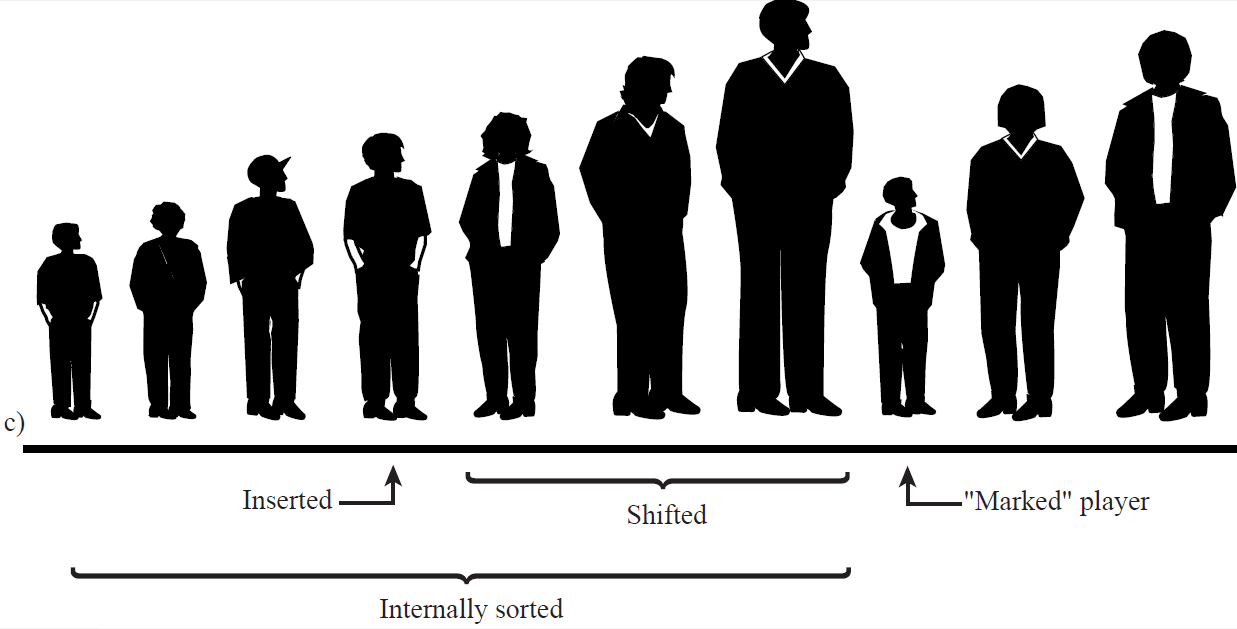 c)
Inserted
Shifted
"Marked" player
Internally sorted